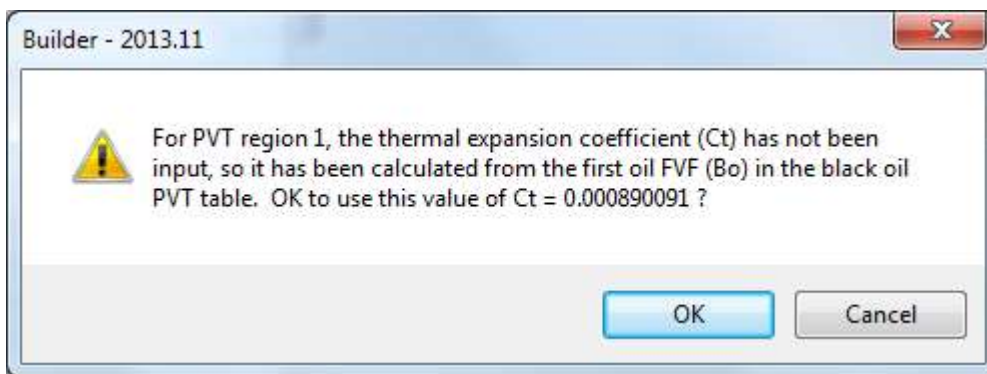 Builder - 2013.11
For PVT region 1, the thermal expansion coefficient (Ct) has not been
input, so it has been calculated from the first oil FVF (Bo) in the black oil
PVT table.  OK to use this value of Ct = 0.000890091 ?
OK
Cancel